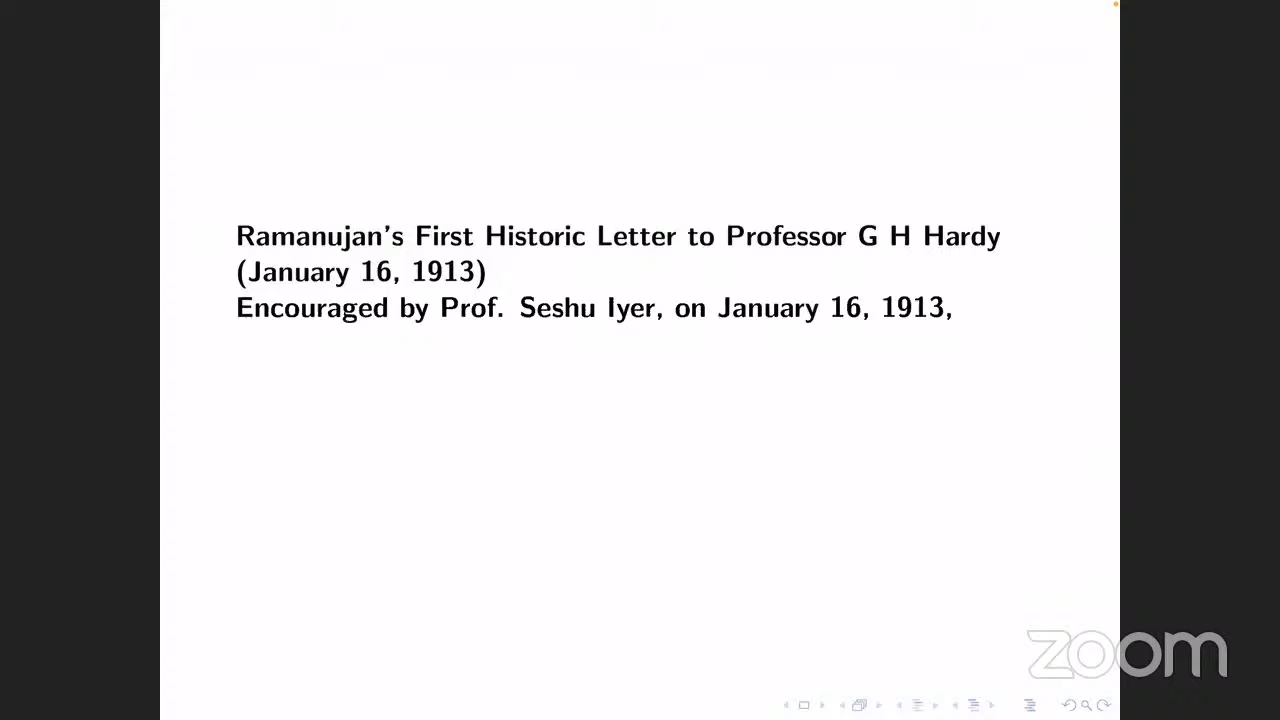 Ramanujan's First Historic Letter to Professor G H Hardy
(January 16, 1913)
Encouraged by Prof. Seshu Iyer, on January 16, 1913,
zoom